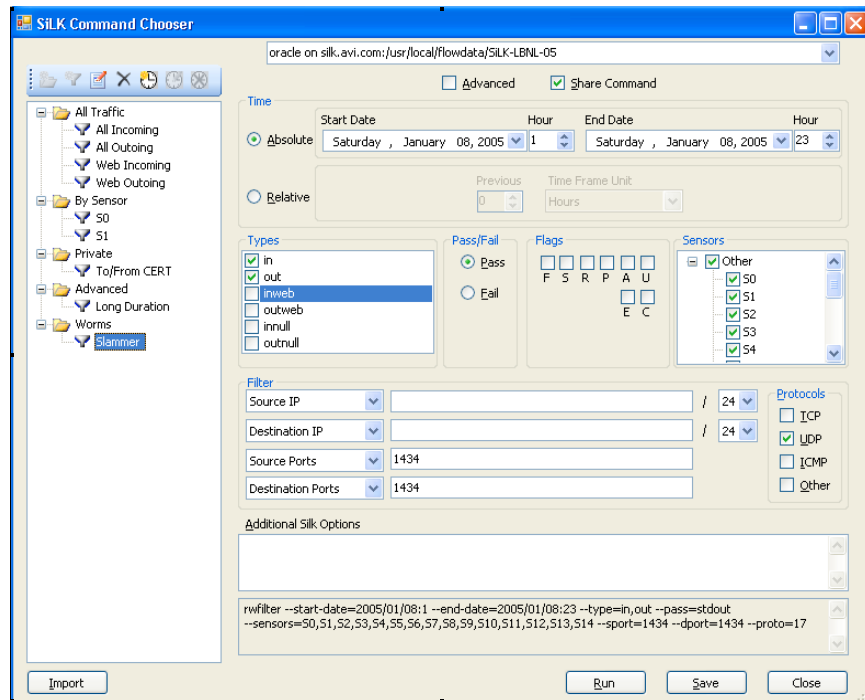 SiLK Command Chooser
oracle on silk.avi.com:/usr/local/flowdata/SiLK-LBNL-05
Advanced
Share Command
All Traffic
All Incoming
All Outoing
Web Incoming
Web Outoing
By Sensor
S0
S1
Private
To/From CERT
Advanced
Long Duration
Worms
Slammer
Time
Start Date
Hour
End Date
Hour
Absolute
Saturday , January 08, 2005
1
Saturday , January 08, 2005
23
Previous
Time Frame Unit
Relative
0
Hours
Types
in
out
inweb
outweb
innull
outnull
Pass/Fail
Pass
Fail
Flags
F S R P A U
E C
Sensors
Other
S0
S1
S2
S3
S4
Filter
Source IP
/ 24
Destination IP
/ 24
Source Ports
1434
Destination Ports
1434
Protocols
TCP
UDP
ICMP
Other
Additional Silk Options
rwfilter --start-date=2005/01/08:1 --end-date=2005/01/08:23 --type=in,out --pass=stdout
--sensors=S0,S1,S2,S3,S4,S5,S6,S7,S8,S9,S10,S11,S12,S13,S14 --sport=1434 --dport=1434 --proto=17
Import
Run
Save
Close